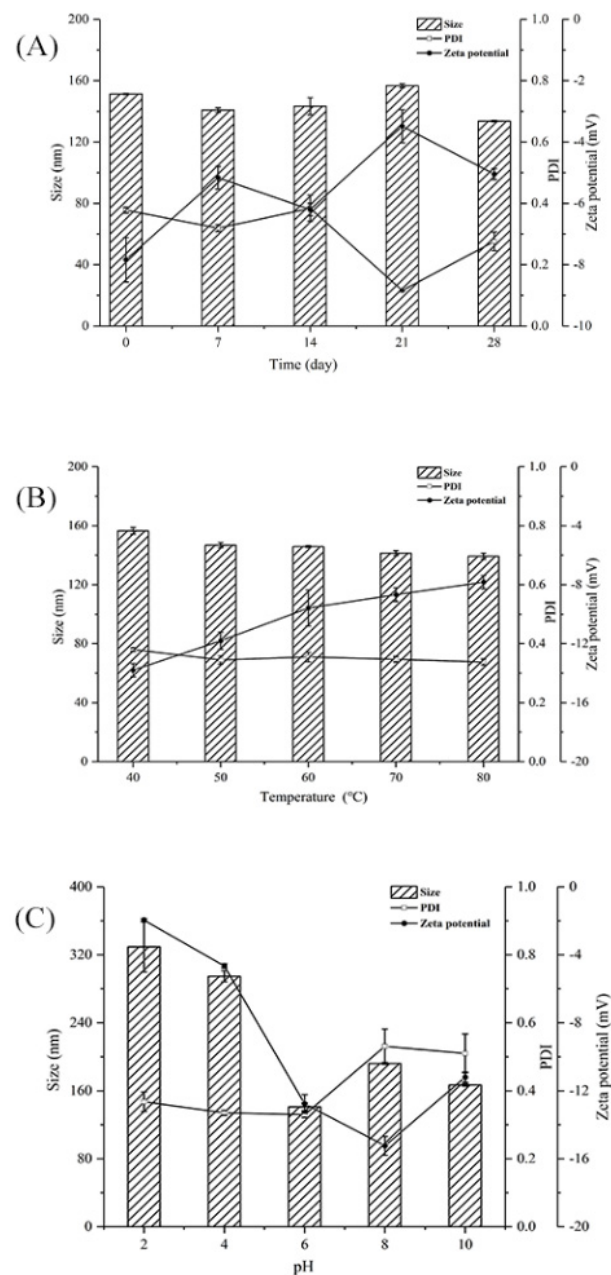 (A)
Size
PDI
Zeta potential
200
160
120
80
40
0
Size (nm)
0
7
14
21
28
Time (day)
1.0
0.8
0.6
0.4
0.2
0.0
PDI
0
-2
-4
-6
-8
-10
Zeta potential (mV)
(B)
Size
PDI
Zeta potential
200
160
120
80
40
0
Size (nm)
40
50
60
70
80
Temperature (°C)
1.0
0.8
0.6
0.4
0.2
0.0
PDI
0
-4
-8
-12
-16
-20
Zeta potential (mV)
(C)
Size
PDI
Zeta potential
400
320
240
160
80
0
Size (nm)
2
4
6
8
10
pH
1.0
0.8
0.6
0.4
0.2
0.0
PDI
0
-4
-8
-12
-16
-20
Zeta potential (mV)